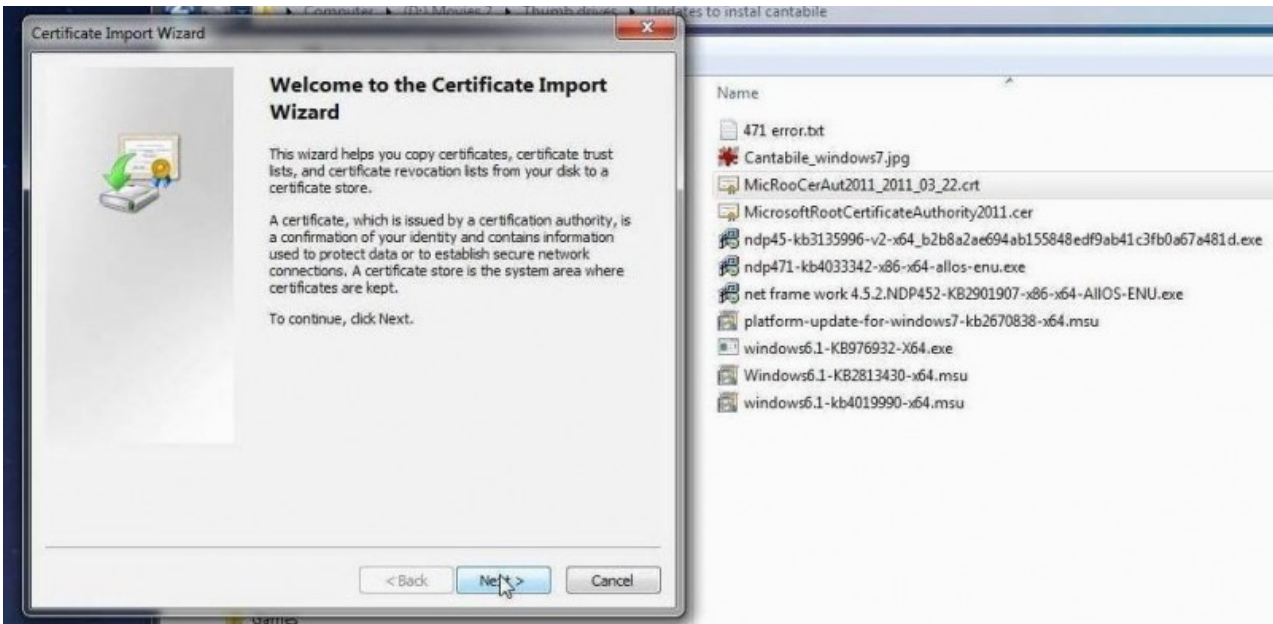 Computer ▸ (D:) Movies 2 ▸ Thumb drives ▸ Updates to instal cantabile
Certificate Import Wizard
Welcome to the Certificate Import
Wizard
This wizard helps you copy certificates, certificate trust
lists, and certificate revocation lists from your disk to a
certificate store.
A certificate, which is issued by a certification authority, is
a confirmation of your identity and contains information
used to protect data or to establish secure network
connections. A certificate store is the system area where
certificates are kept.
To continue, click Next.
< Back
Next >
Cancel
Name
471 error.txt
Cantabile_windows7.jpg
MicRooCerAut2011_2011_03_22.crt
MicrosoftRootCertificateAuthority2011.cer
ndp45-kb3135996-v2-x64_b2b8a2ae694ab155848edf9ab41c3fb0a67a481d.exe
ndp471-kb4033342-x86-x64-allos-enu.exe
net frame work 4.5.2.NDP452-KB2901907-x86-x64-AllOS-ENU.exe
platform-update-for-windows7-kb2670838-x64.msu
windows6.1-KB976932-X64.exe
Windows6.1-KB2813430-x64.msu
windows6.1-kb4019990-x64.msu
Games